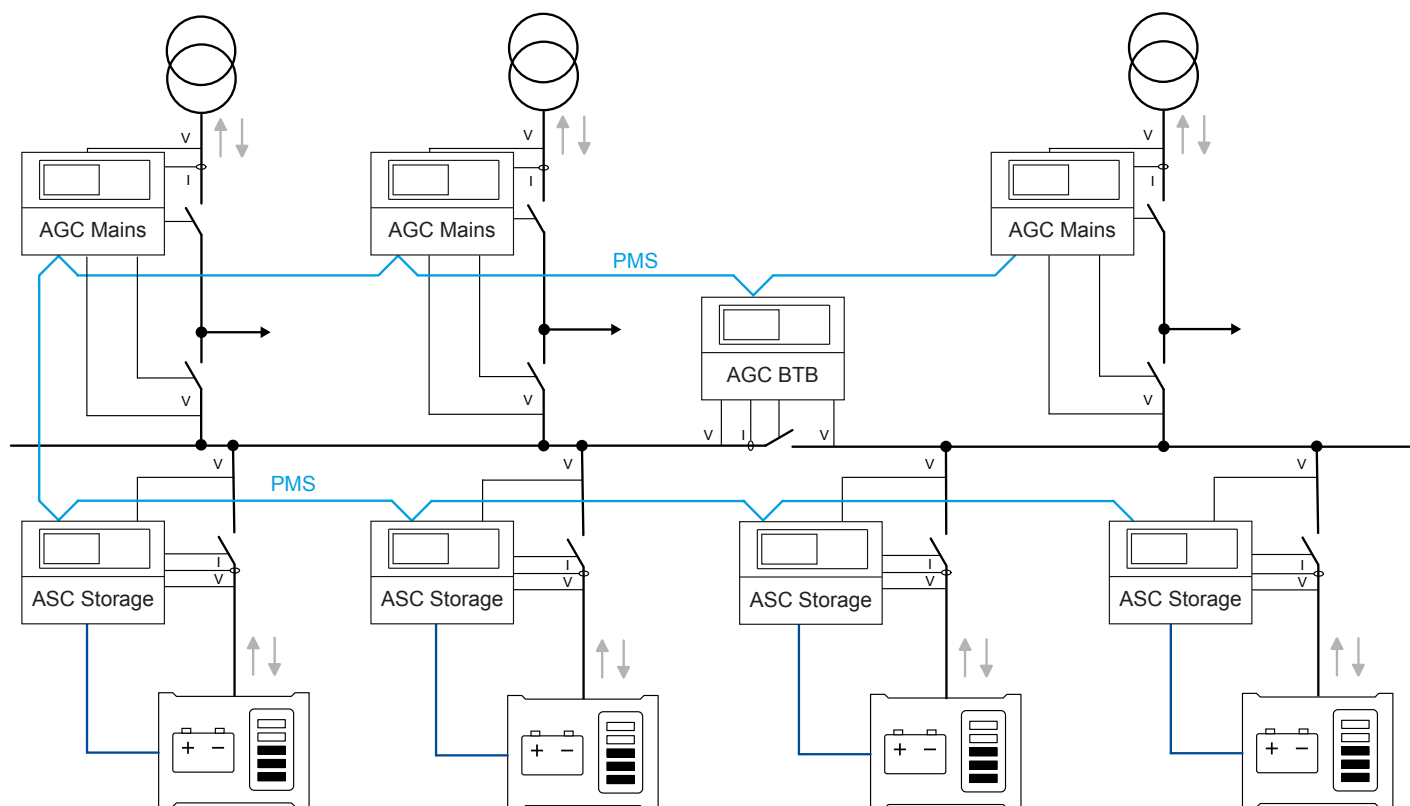 V
V
V
I
I
I
AGC Mains
AGC Mains
AGC Mains
PMS
AGC BTB
V
V
V
V
I
V
V
V
V
V
PMS
I
I
I
I
V
V
V
V
ASC Storage
ASC Storage
ASC Storage
ASC Storage
+ −
+ −
+ −
+ −